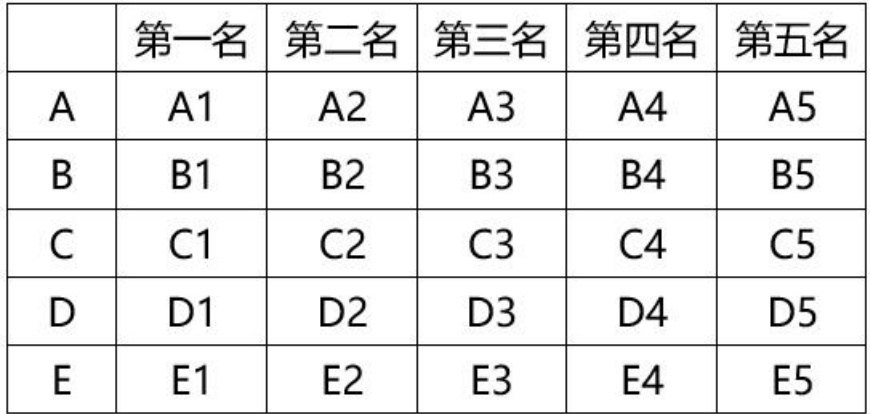 第一名 第二名 第三名 第四名 第五名
A A1 A2 A3 A4 A5
B B1 B2 B3 B4 B5
C C1 C2 C3 C4 C5
D D1 D2 D3 D4 D5
E E1 E2 E3 E4 E5